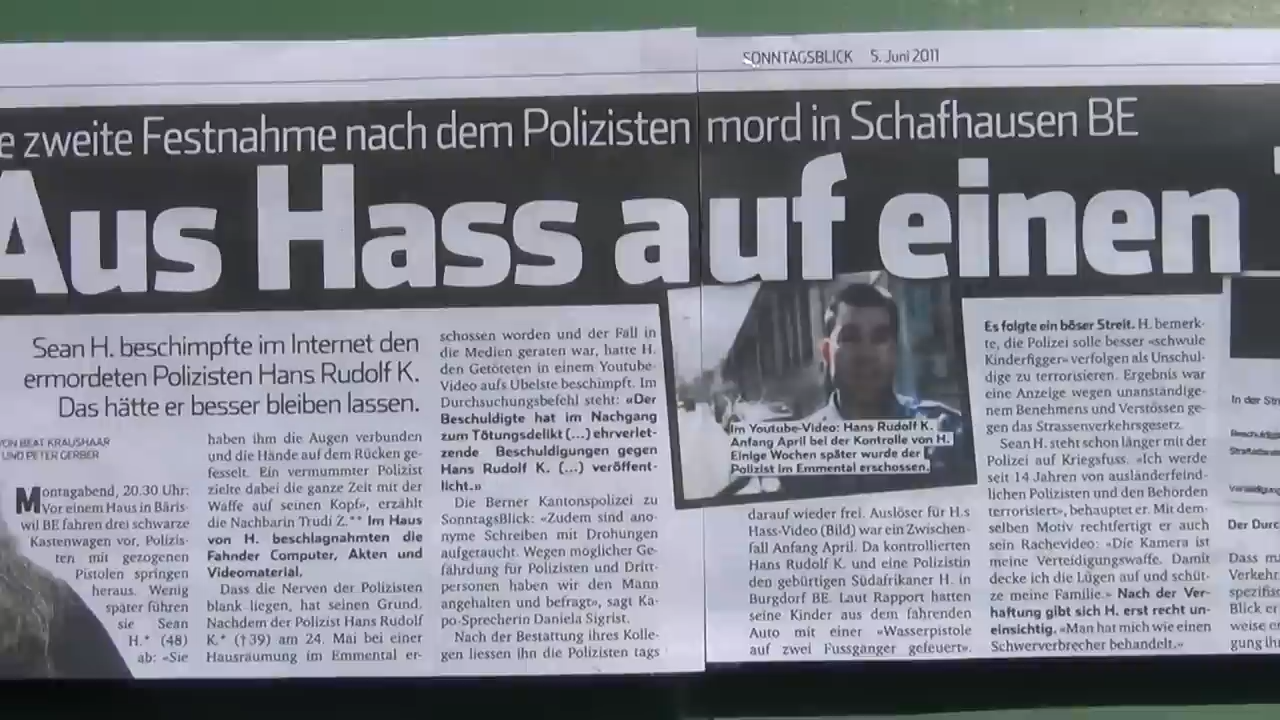 SONNTAGSBLICK 5. Juni 2011
e zweite Festnahme nach dem Polizisten mord in Schafhausen BE
Aus Hass auf einen
Sean H. beschimpfte im Internet den
ermordeten Polizisten Hans Rudolf K.
Das hätte er besser bleiben lassen.
VON BEAT KRAUSHAAR
UND PETER GERBER
Montagabend, 20.30 Uhr:
Vor einem Haus in Bäris-
wil BE fahren drei schwarze
Kastenwagen vor, Polizis-
ten mit gezogenen
Pistolen springen
heraus. Wenig
später führen
sie Sean
H.* (48)
ab: «Sie
haben ihm die Augen verbunden
und die Hände auf dem Rücken ge-
fesselt. Ein vermummter Polizist
zielte dabei die ganze Zeit mit der
Waffe auf seinen Kopf», erzählt
die Nachbarin Trudi Z.** Im Haus
von H. beschlagnahmten die
Fahnder Computer, Akten und
Videomaterial.
Dass die Nerven der Polizisten
blank liegen, hat seinen Grund.
Nachdem der Polizist Hans Rudolf
K.* (†39) am 24. Mai bei einer
Hausräumung im Emmental er-
schossen worden und der Fall in
die Medien geraten war, hatte H.
den Getöteten in einem Youtube-
Video aufs Übelste beschimpft. Im
Durchsuchungsbefehl steht: «Der
Beschuldigte hat im Nachgang
zum Tötungsdelikt (...) ehrverlet-
zende Beschuldigungen gegen
Hans Rudolf K. (...) veröffent-
licht.»
Die Berner Kantonspolizei zu
SonntagsBlick: «Zudem sind ano-
nyme Schreiben mit Drohungen
aufgetaucht. Wegen möglicher Ge-
fährdung für Polizisten und Dritt-
personen haben wir den Mann
angehalten und befragt», sagt Ka-
po-Sprecherin Daniela Sigrist.
Nach der Bestattung ihres Kolle-
gen liessen ihn die Polizisten tags
Im Youtube-Video: Hans Rudolf K.
Anfang April bei der Kontrolle von H.
Einige Wochen später wurde der
Polizist im Emmental erschossen.
darauf wieder frei. Auslöser für H.s
Hass-Video (Bild) war ein Zwischen-
fall Anfang April. Da kontrollierten
Hans Rudolf K. und eine Polizistin
den gebürtigen Südafrikaner H. in
Burgdorf BE. Laut Rapport hatten
seine Kinder aus dem fahrenden
Auto mit einer «Wasserpistole
auf zwei Fussgänger gefeuert».
Es folgte ein böser Streit. H. bemerk-
te, die Polizei solle besser «schwule
Kinderfigger» verfolgen als Unschul-
dige zu terrorisieren. Ergebnis war
eine Anzeige wegen unanständige-
nem Benehmens und Verstössen ge-
gen das Strassenverkehrsgesetz.
Sean H. steht schon länger mit der
Polizei auf Kriegsfuss. «Ich werde
seit 14 Jahren von ausländerfeind-
lichen Polizisten und den Behörden
terrorisiert», behauptet er. Mit dem-
selben Motiv rechtfertigt er auch
sein Rachevideo: «Die Kamera ist
meine Verteidigungswaffe. Damit
decke ich die Lügen auf und schüt-
ze meine Familie.» Nach der Ver-
haftung gibt sich H. erst recht un-
einsichtig. «Man hat mich wie einen
Schwerverbrecher behandelt.»
In der Str
Der Durc
Dass m
Verkehr
spezifis
Blick er
weise e
gung ih